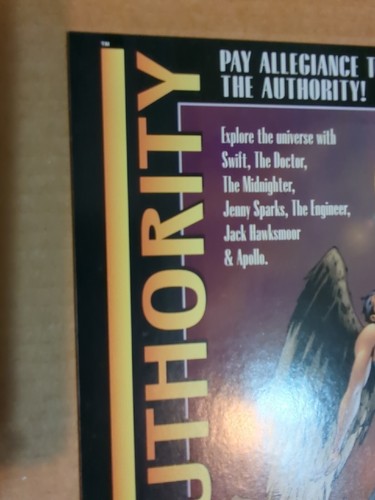 ™
UTHORITY
PAY ALLEGIANCE T
THE AUTHORITY!
Explore the universe with
Swift, The Doctor,
The Midnighter,
Jenny Sparks, The Engineer,
Jack Hawksmoor
& Apollo.